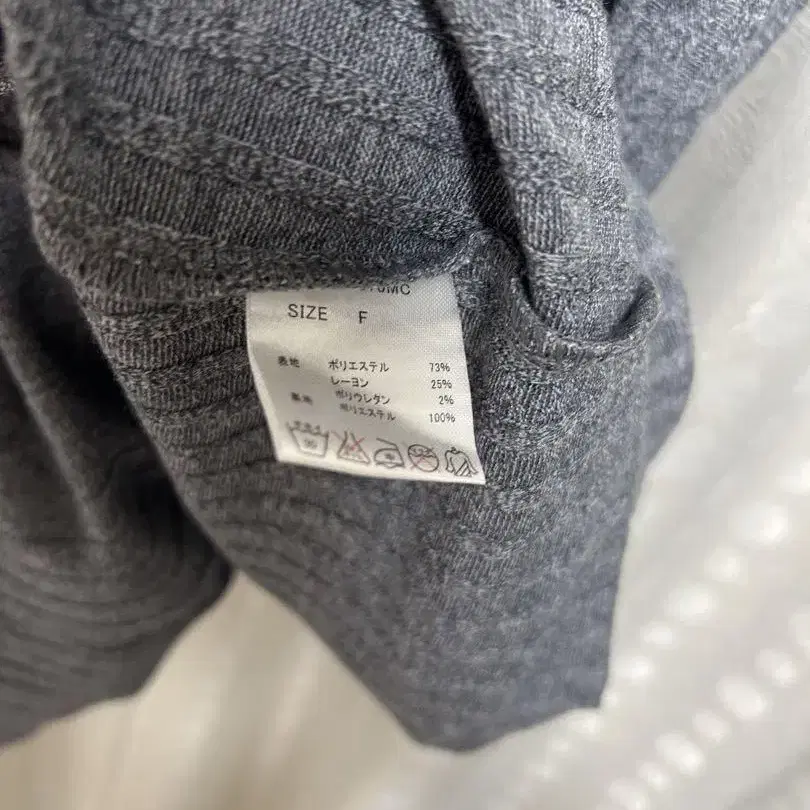 SIZE F
表地 ポリエステル 73%
レーヨン 25%
ポリウレタン 2%
裏地 ポリエステル 100%